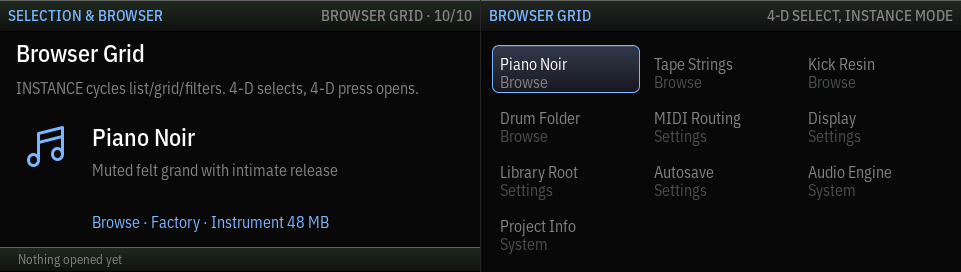 SELECTION & BROWSER
BROWSER GRID · 10/10
Browser Grid
INSTANCE cycles list/grid/filters. 4-D selects, 4-D press opens.
Piano Noir
Muted felt grand with intimate release
Browse · Factory · Instrument 48 MB
Nothing opened yet
BROWSER GRID
4-D SELECT, INSTANCE MODE
Piano Noir
Browse
Tape Strings
Browse
Kick Resin
Browse
Drum Folder
Browse
MIDI Routing
Settings
Display
Settings
Library Root
Settings
Autosave
Settings
Audio Engine
System
Project Info
System